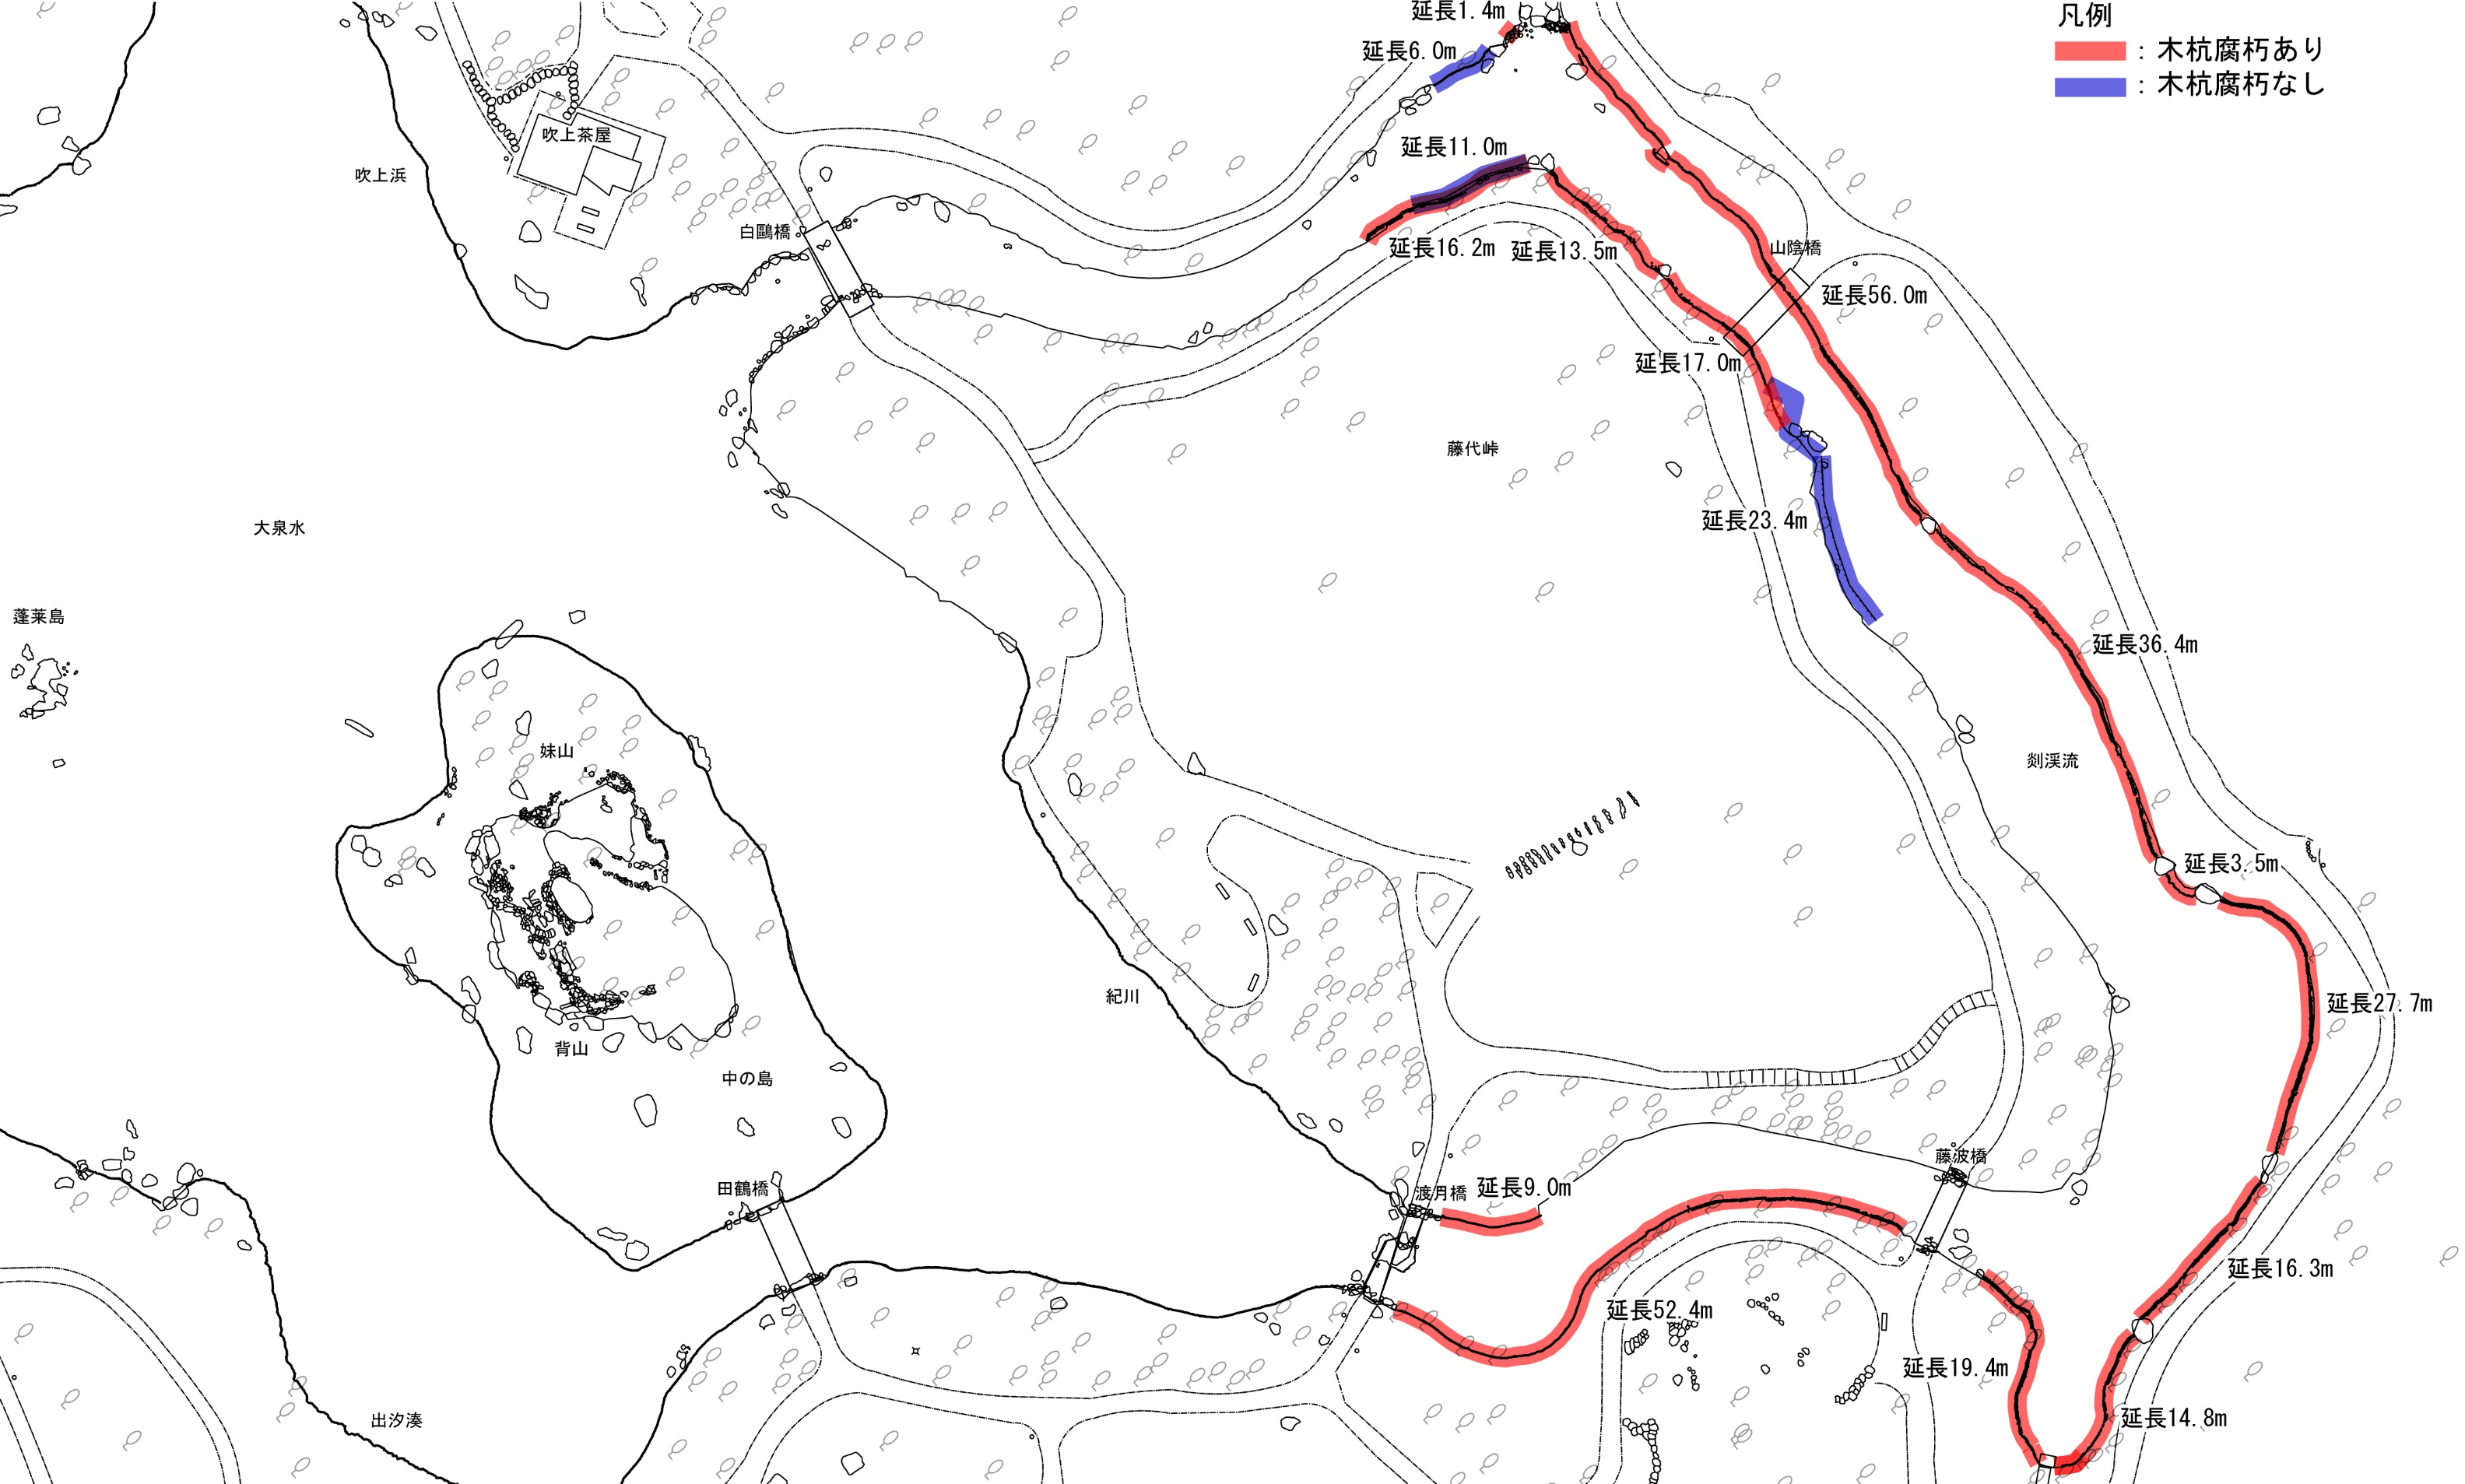 延長1.4m
凡例
延長6.0m
：木杭腐朽あり
：木杭腐朽なし
吹上茶屋
延長11.0m
吹上浜
白鷗橋
延長16.2m
延長13.5m
山陰橋
延長56.0m
延長17.0m
藤代峠
延長23.4m
大泉水
蓬莱島
延長36.4m
妹山
剡渓流
延長3.5m
紀川
延長27.7m
背山
中の島
藤波橋
田鶴橋
渡月橋
延長9.0m
延長16.3m
延長52.4m
延長19.4m
出汐湊
延長14.8m